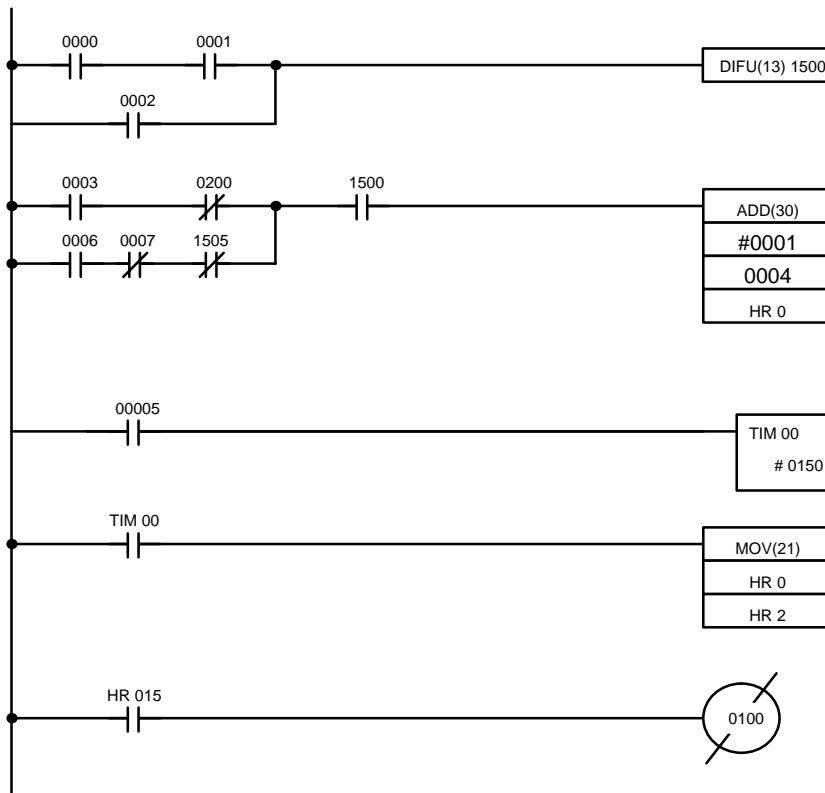 0000 0001
DIFU(13) 1500
0002
0003 0200 1500
ADD(30)
0006 0007 1505
#0001
0004
HR 0
00005
TIM 00
# 0150
TIM 00
MOV(21)
HR 0
HR 2
HR 015
0100